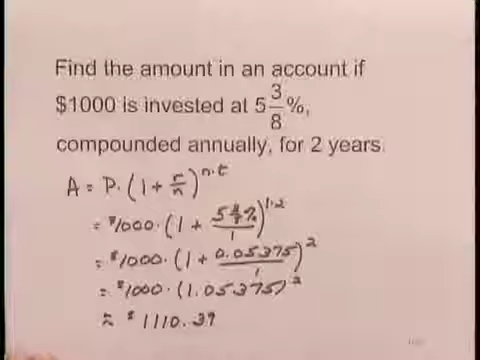 Find the amount in an account if
$1000 is invested at 5 3/8 %,
compounded annually, for 2 years.
A = P · (1 + r/n)^n·t
= $1000 · (1 + 5 3/8 %/1)^1·2
= $1000 · (1 + 0.05375/1)^2
= $1000 · (1.05375)^2
≈ $1110.39